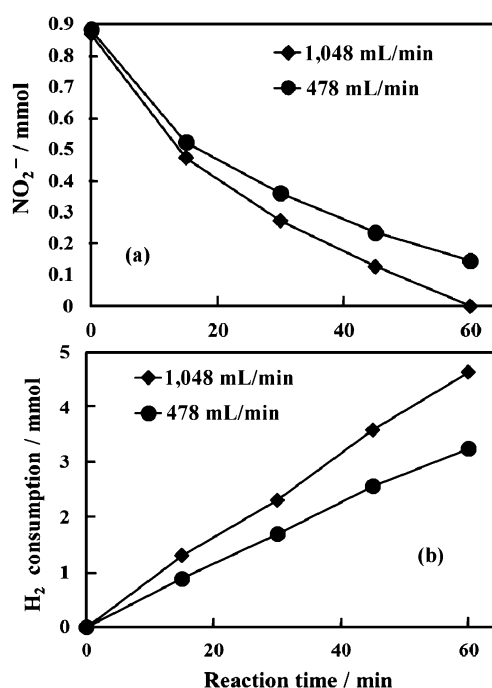 0.9
0.8
0.7
0.6
0.5
0.4
0.3
0.2
0.1
0
NO₂⁻ / mmol
1,048 mL/min
478 mL/min
(a)
0 20 40 60
5
4
3
2
1
0
H₂ consumption / mmol
1,048 mL/min
478 mL/min
(b)
0 20 40 60
Reaction time / min